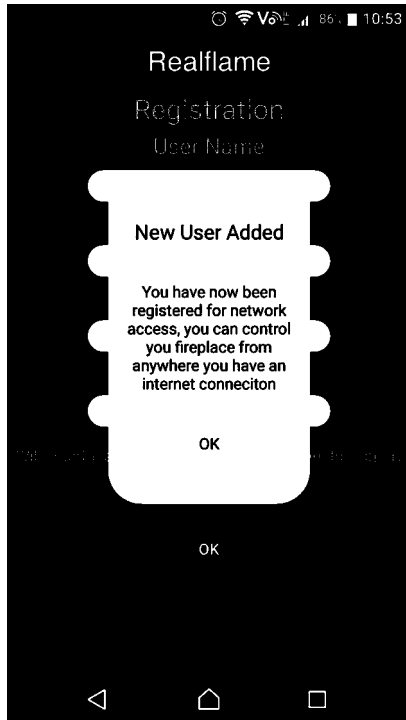 86% 10:53
Realflame
Registration
User Name
New User Added
You have now been
registered for network
access, you can control
you fireplace from
anywhere you have an
internet conneciton
OK
OK